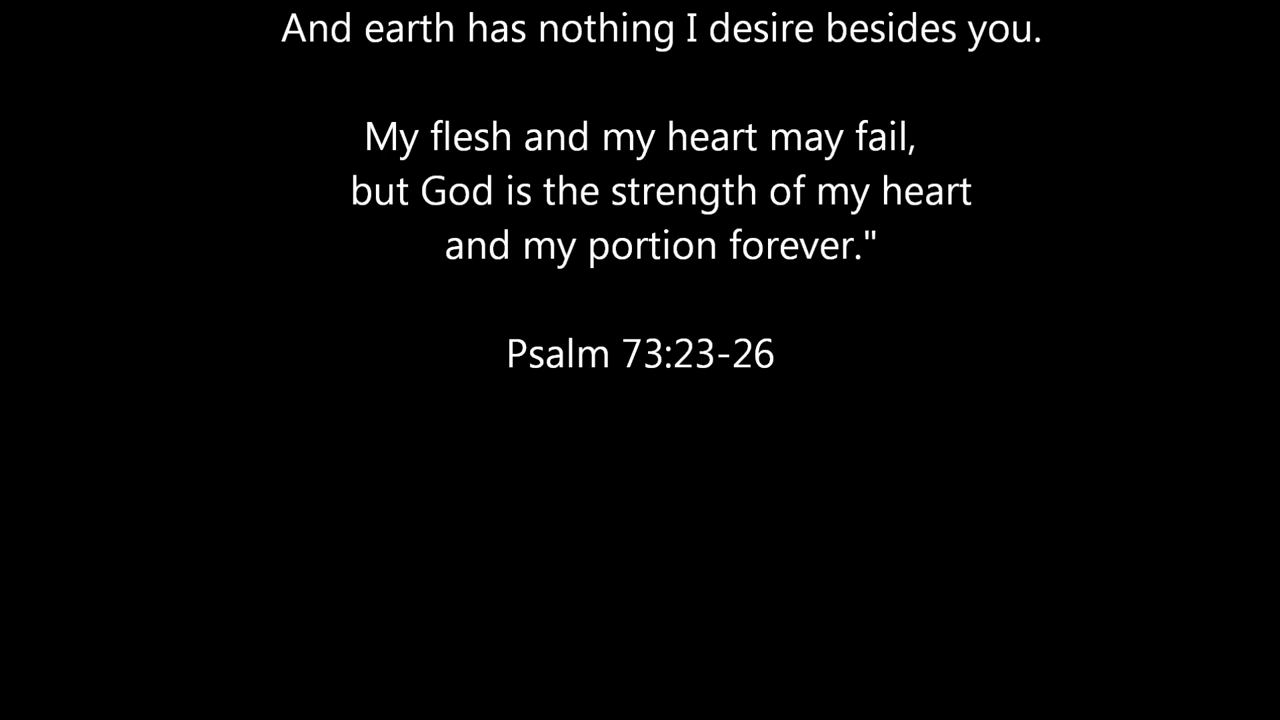 And earth has nothing I desire besides you.
My flesh and my heart may fail,
but God is the strength of my heart
and my portion forever."
Psalm 73:23-26